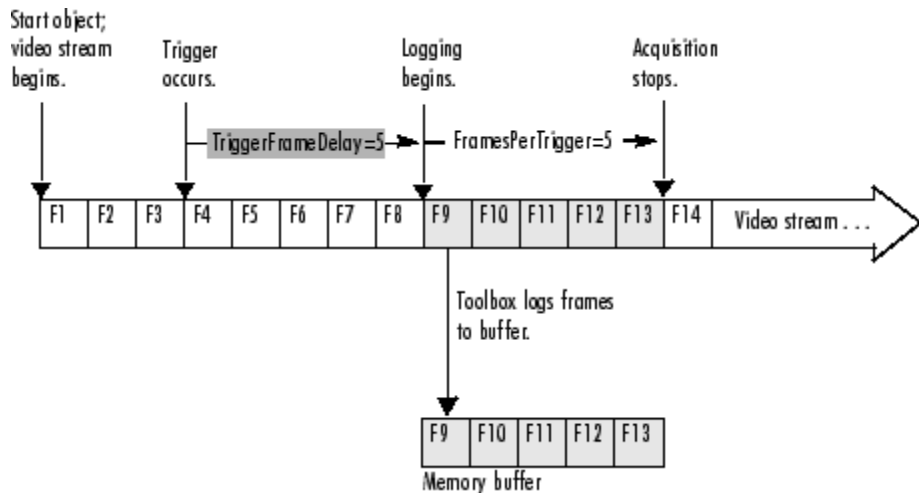 Start object;
video stream
begins.
Trigger
occurs.
Logging
begins.
Acquisition
stops.
TriggerFrameDelay=5
FramesPerTrigger=5
F1 F2 F3 F4 F5 F6 F7 F8 F9 F10 F11 F12 F13 F14 Video stream . . .
Toolbox logs frames
to buffer.
F9 F10 F11 F12 F13
Memory buffer